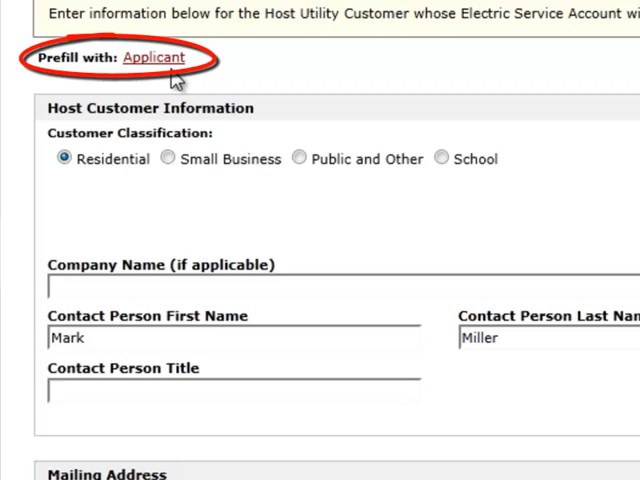 Enter information below for the Host Utility Customer whose Electric Service Account
Prefill with: Applicant
Host Customer Information
Customer Classification:
Residential Small Business Public and Other School
Company Name (if applicable)
Contact Person First Name Contact Person Last
Mark Miller
Contact Person Title
Mailing Address